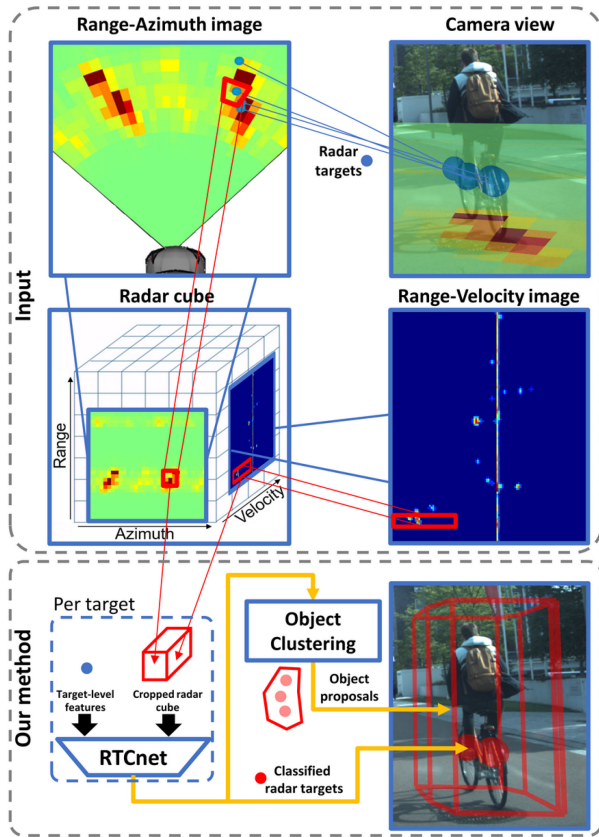 Range-Azimuth image
Camera view
Radar
targets
Input
Radar cube
Range-Velocity image
Range
Azimuth
Velocity
Our method
Per target
Target-level
features
Cropped radar
cube
RTCnet
Object
Clustering
Object
proposals
Classified
radar targets